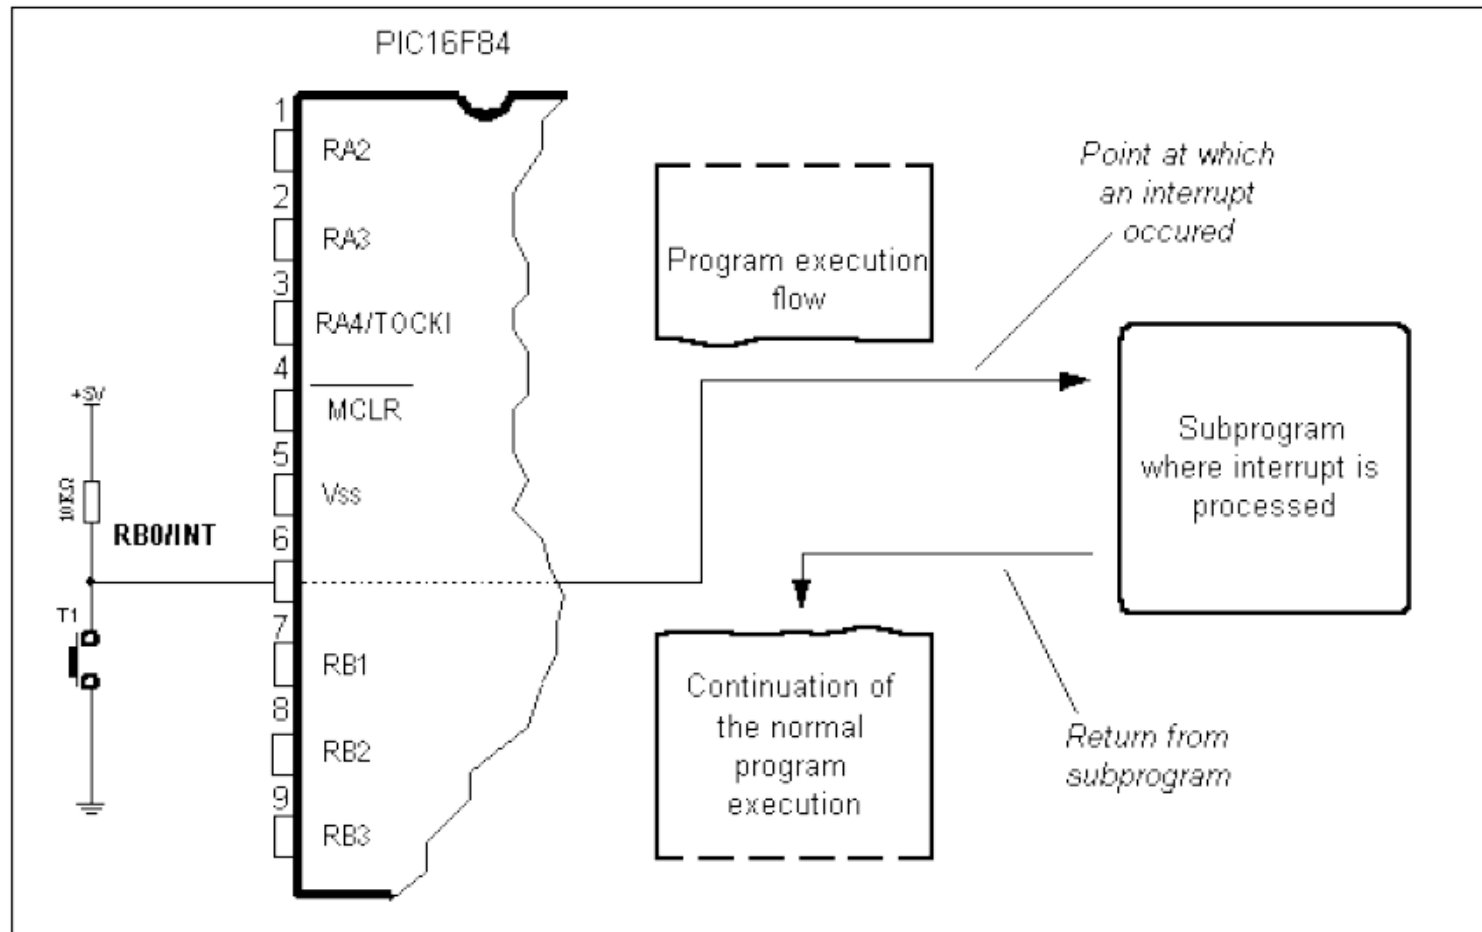 PIC16F84
1
RA2
2
RA3
3
RA4/TOCKI
4
MCLR
5
Vss
6
7
RB1
8
RB2
9
RB3
+5V
10KΩ
RB0/INT
T1
Program execution
flow
Point at which
an interrupt
occured
Subprogram
where interrupt is
processed
Continuation of
the normal
program
execution
Return from
subprogram